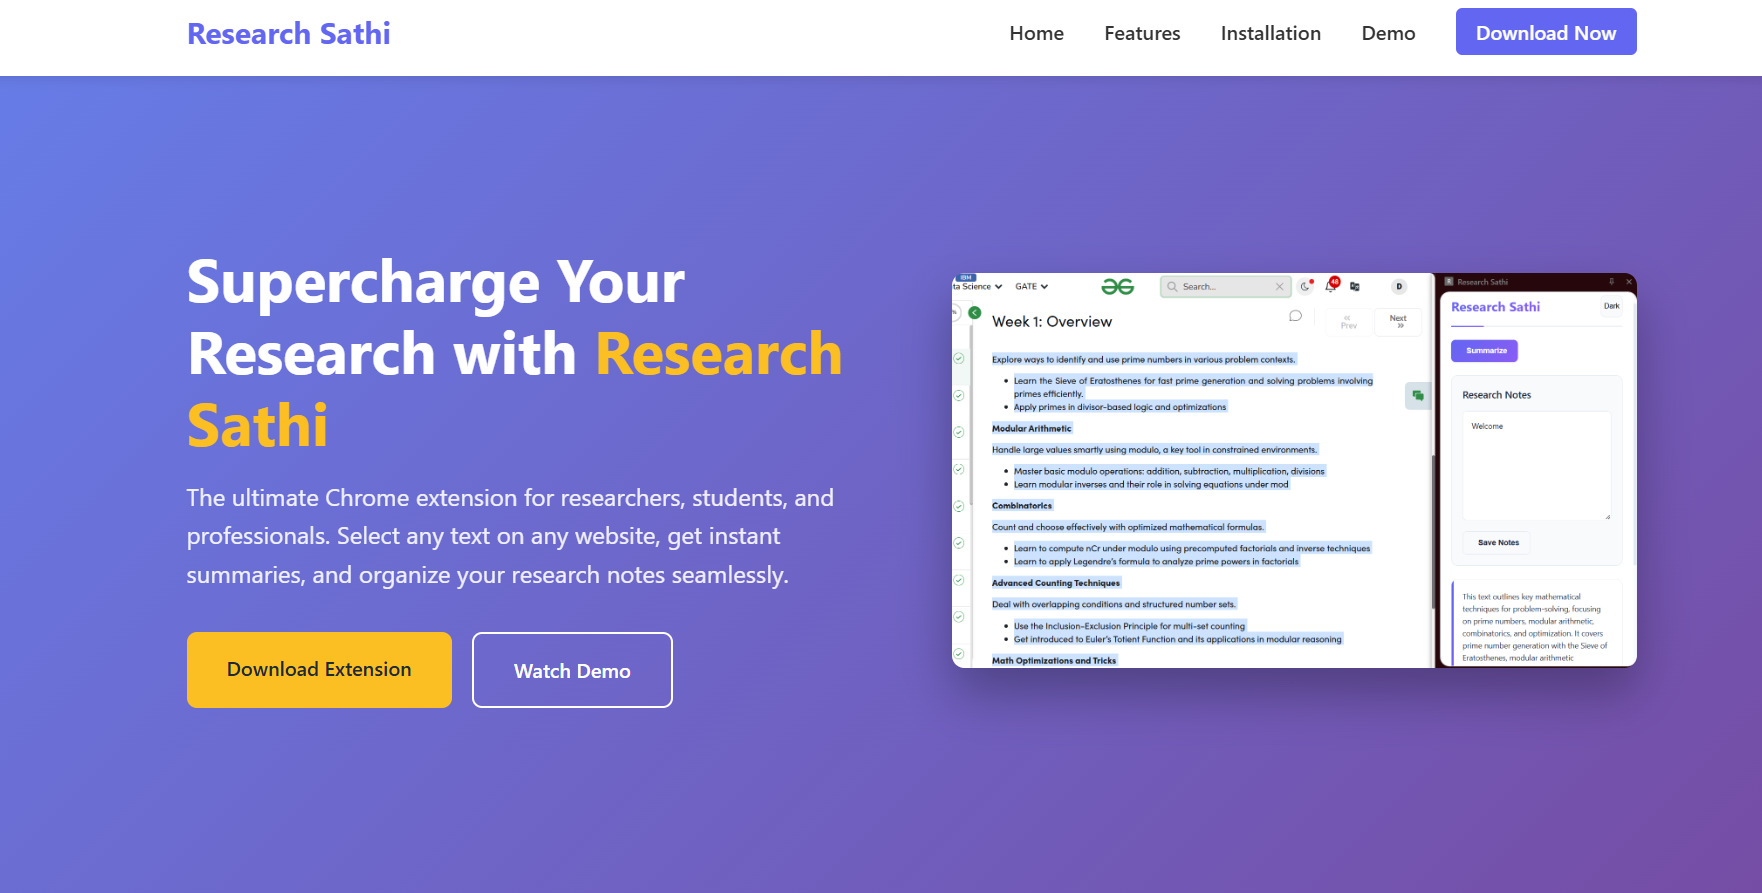 Research Sathi
Home
Features
Installation
Demo
Download Now
Supercharge Your
Research with Research
Sathi
The ultimate Chrome extension for researchers, students, and
professionals. Select any text on any website, get instant
summaries, and organize your research notes seamlessly.
Download Extension
Watch Demo
IBM
ta Science
GATE
Search...
48
D
Week 1: Overview
Prev
Next
Explore ways to identify and use prime numbers in various problem contexts.
Learn the Sieve of Eratosthenes for fast prime generation and solving problems involving
primes efficiently.
Apply primes in divisor-based logic and optimizations
Modular Arithmetic
Handle large values smartly using modulo, a key tool in constrained environments.
Master basic modulo operations: addition, subtraction, multiplication, divisions
Learn modular inverses and their role in solving equations under mod
Combinatorics
Count and choose effectively with optimized mathematical formulas.
Learn to compute nCr under modulo using precomputed factorials and inverse techniques
Learn to apply Legendre's formula to analyze prime powers in factorials
Advanced Counting Techniques
Deal with overlapping conditions and structured number sets.
Use the Inclusion-Exclusion Principle for multi-set counting
Get introduced to Euler's Totient Function and its applications in modular reasoning
Math Optimizations and Tricks
Research Sathi
Research Sathi
Dark
Summarize
Research Notes
Welcome
Save Notes
This text outlines key mathematical
techniques for problem-solving, focusing
on prime numbers, modular arithmetic,
combinatorics, and optimization. It covers
prime number generation with the Sieve of
Eratosthenes, modular arithmetic